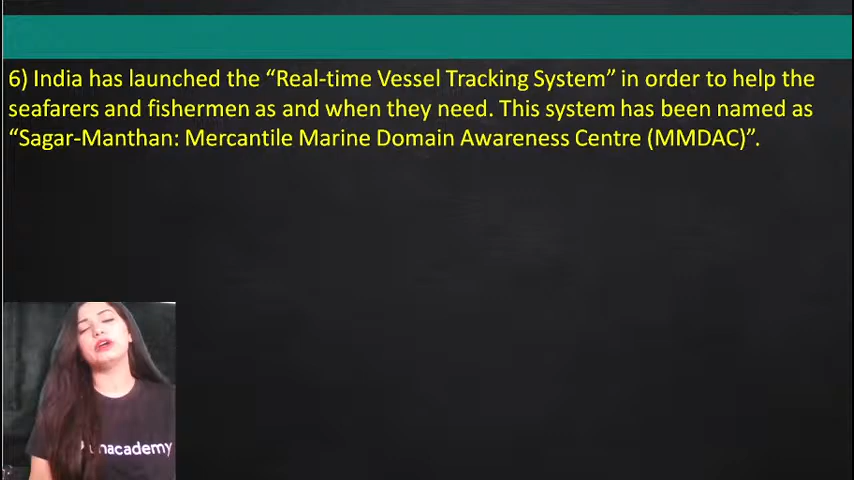 6) India has launched the “Real-time Vessel Tracking System” in order to help the
seafarers and fishermen as and when they need. This system has been named as
“Sagar-Manthan: Mercantile Marine Domain Awareness Centre (MMDAC)”.
unacademy